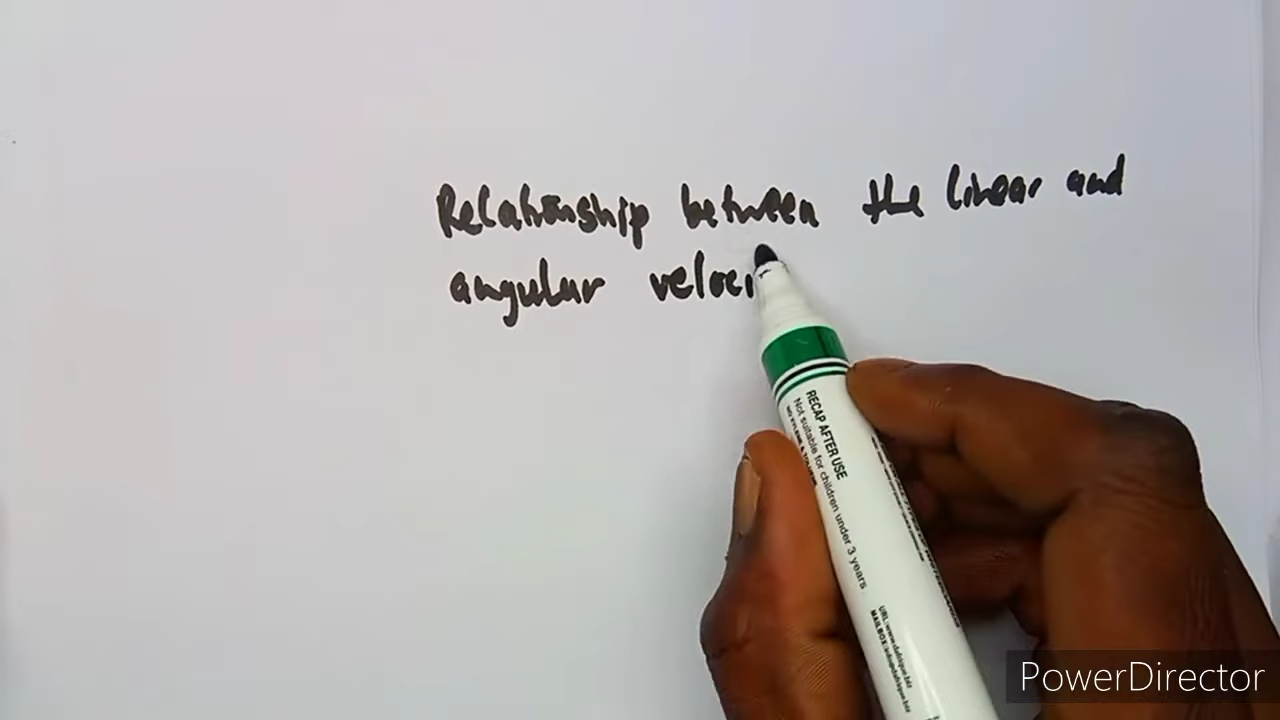 Relationship between the linear and
angular veloci
RECAP AFTER USE
Not suitable for children under 3 years
PowerDirector